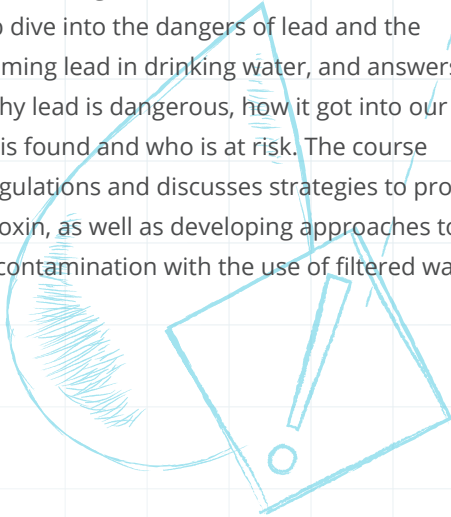 dive into the dangers of lead and the
ming lead in drinking water, and answers
hy lead is dangerous, how it got into our
is found and who is at risk. The course
gulations and discusses strategies to pro
oxin, as well as developing approaches to
contamination with the use of filtered wa